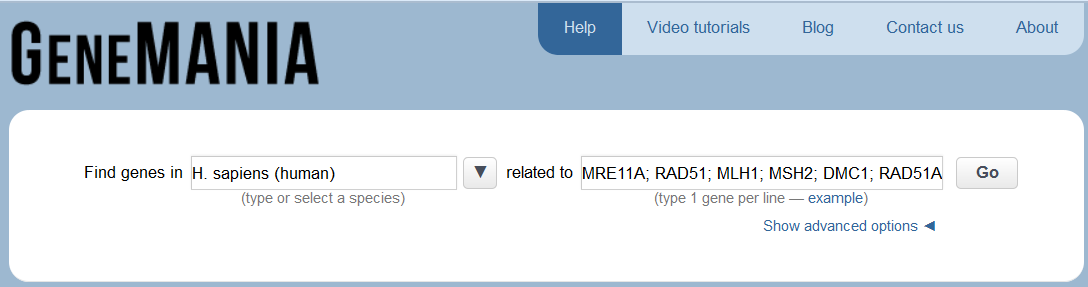 GENEMANIA
Help Video tutorials Blog Contact us About
Find genes in H. sapiens (human) ▼ related to MRE11A; RAD51; MLH1; MSH2; DMC1; RAD51A Go
(type or select a species) (type 1 gene per line — example)
Show advanced options ◄